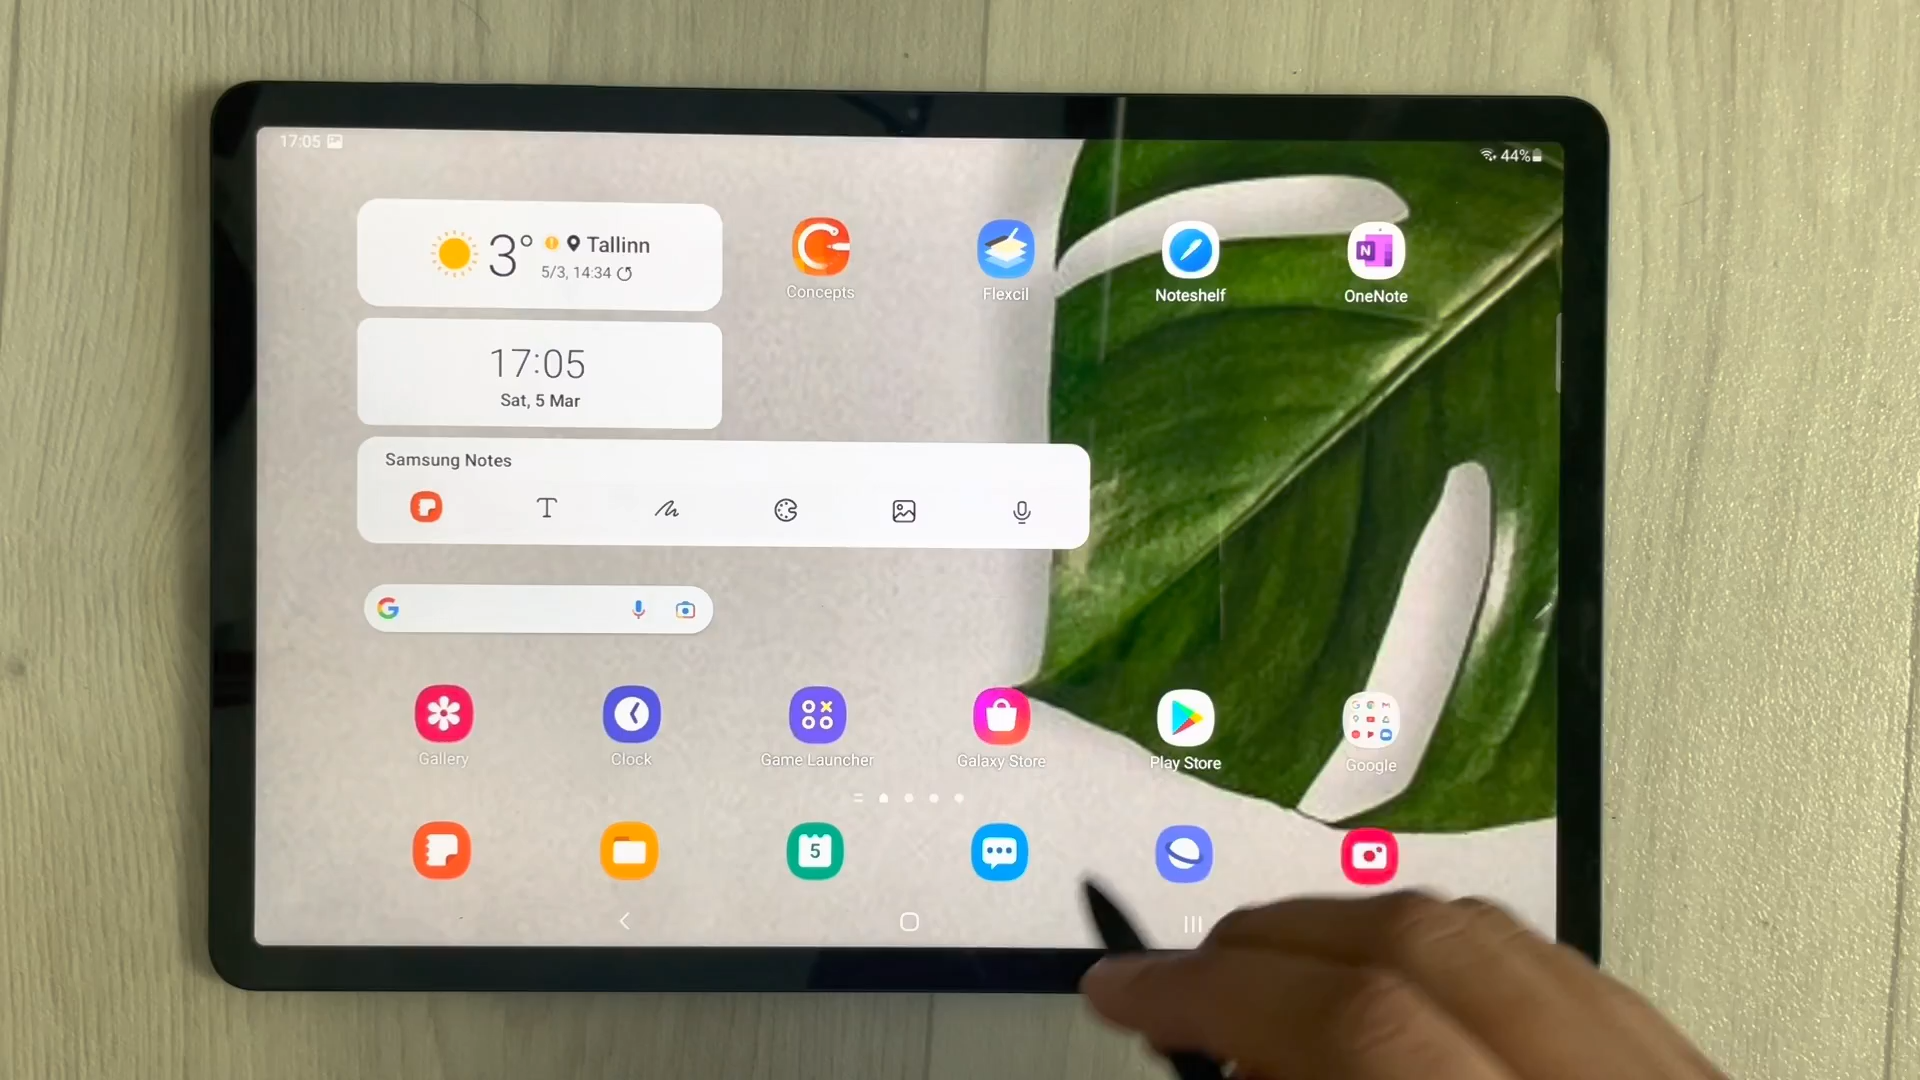 17:05
44%
3° Tallinn
5/3, 14:34
Concepts
Flexcil
Noteshelf
OneNote
17:05
Sat, 5 Mar
Samsung Notes
T
G
Gallery
Clock
Game Launcher
Galaxy Store
Play Store
Google
5